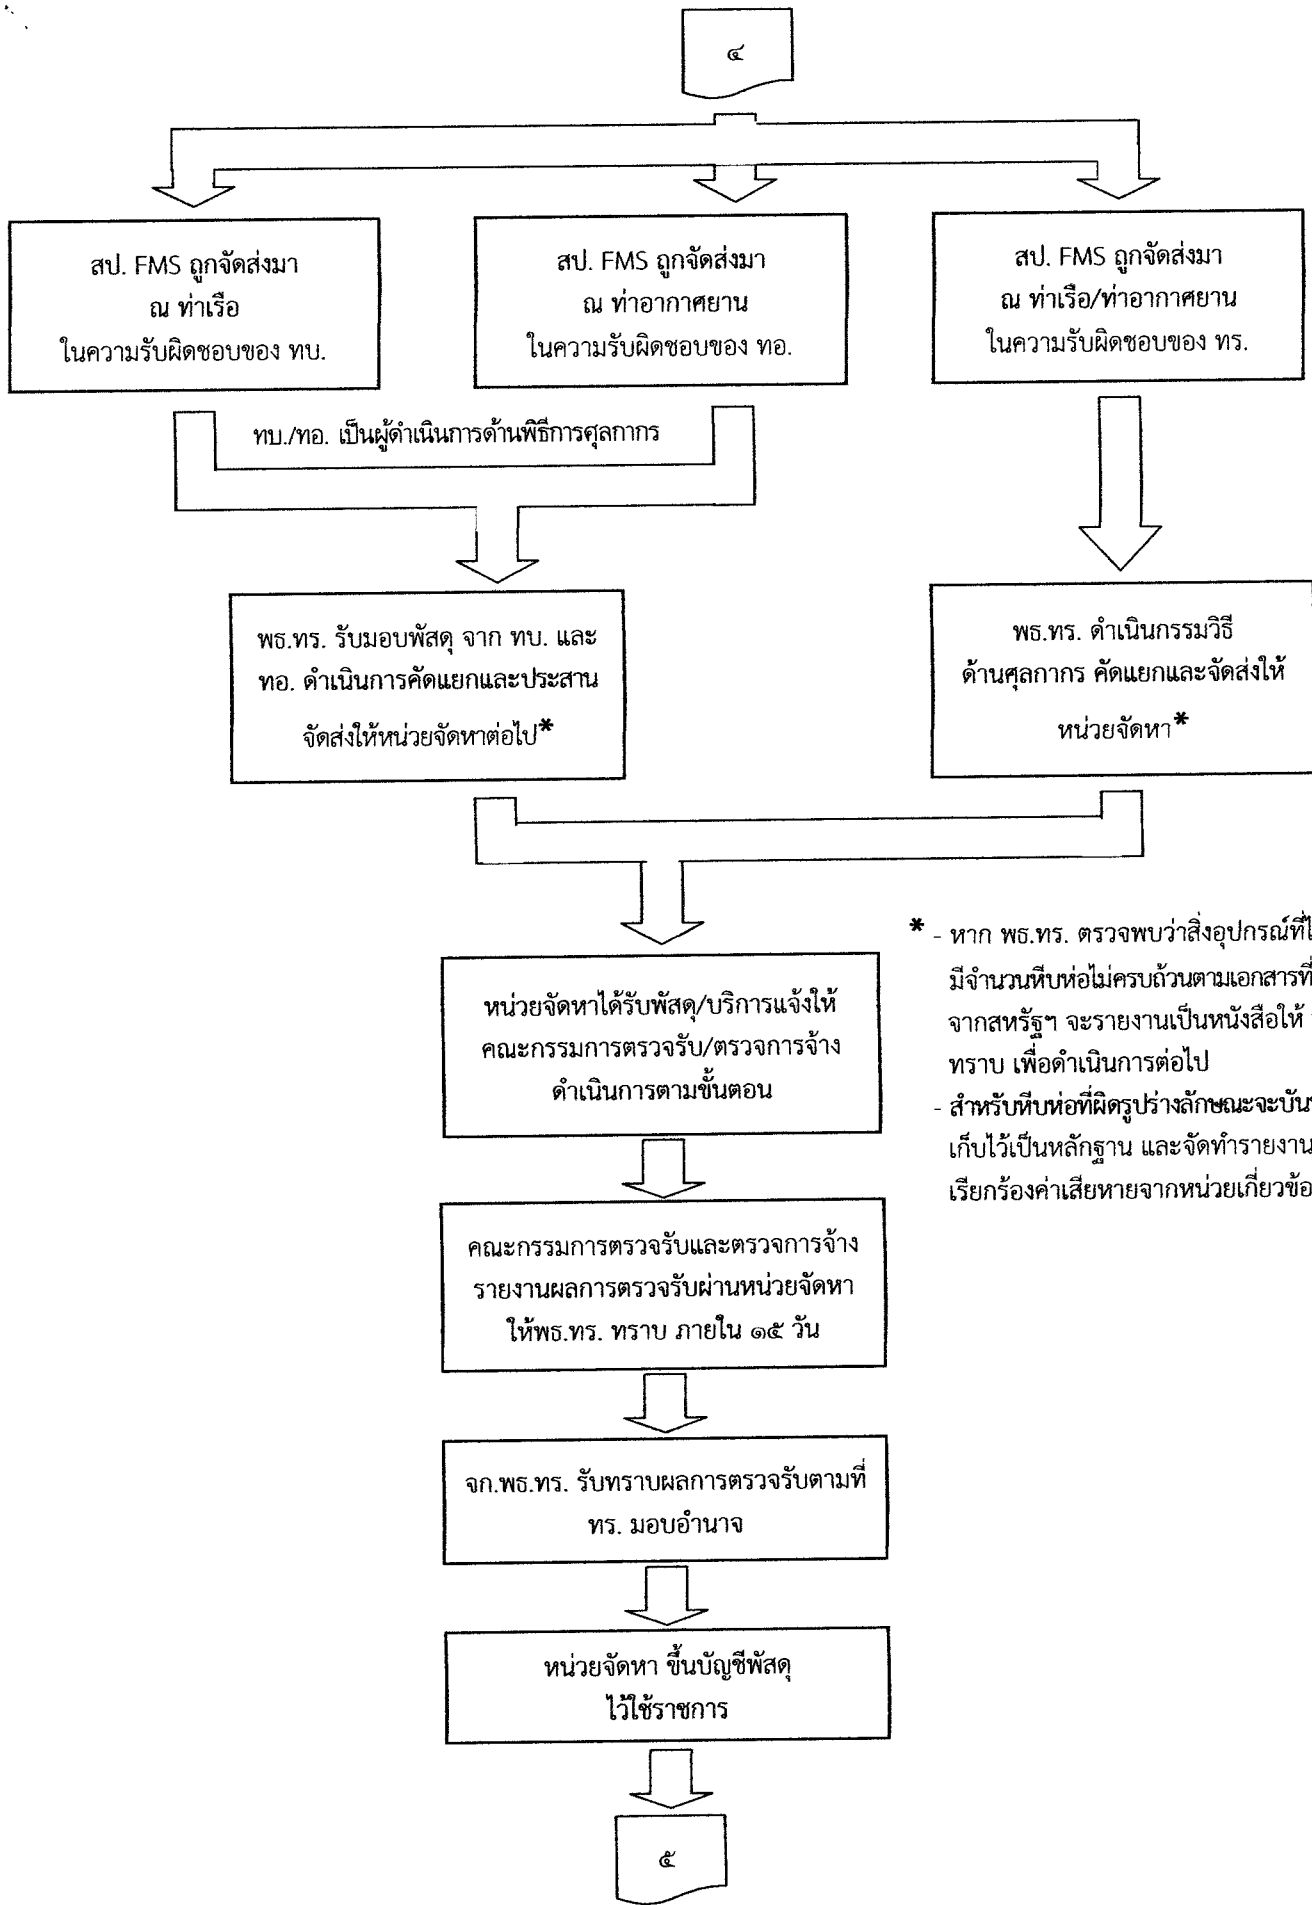 ๔
สป. FMS ถูกจัดส่งมา
ณ ท่าเรือ
ในความรับผิดชอบของ ทบ.
สป. FMS ถูกจัดส่งมา
ณ ท่าอากาศยาน
ในความรับผิดชอบของ ทอ.
สป. FMS ถูกจัดส่งมา
ณ ท่าเรือ/ท่าอากาศยาน
ในความรับผิดชอบของ ทร.
ทบ./ทอ. เป็นผู้ดำเนินการด้านพิธีการศุลกากร
พธ.ทร. รับมอบพัสดุ จาก ทบ. และ
ทอ. ดำเนินการคัดแยกและประสาน
จัดส่งให้หน่วยจัดหาต่อไป*
พธ.ทร. ดำเนินกรรมวิธี
ด้านศุลกากร คัดแยกและจัดส่งให้
หน่วยจัดหา*
หน่วยจัดหาได้รับพัสดุ/บริการแจ้งให้
คณะกรรมการตรวจรับ/ตรวจการจ้าง
ดำเนินการตามขั้นตอน
* - หาก พธ.ทร. ตรวจพบว่าสิ่งอุปกรณ์ที่
มีจำนวนหีบห่อไม่ครบถ้วนตามเอกสารที่
จากสหรัฐฯ จะรายงานเป็นหนังสือให้
ทราบ เพื่อดำเนินการต่อไป
- สำหรับหีบห่อที่ผิดรูปร่างลักษณะจะ
เก็บไว้เป็นหลักฐาน และจัดทำรายงาน
เรียกร้องค่าเสียหายจากหน่วยเกี่ยวข้อ
คณะกรรมการตรวจรับและตรวจการจ้าง
รายงานผลการตรวจรับผ่านหน่วยจัดหา
ให้พธ.ทร. ทราบ ภายใน ๑๕ วัน
จก.พธ.ทร. รับทราบผลการตรวจรับตามที่
ทร. มอบอำนาจ
หน่วยจัดหา ขึ้นบัญชีพัสดุ
ไว้ใช้ราชการ
๕